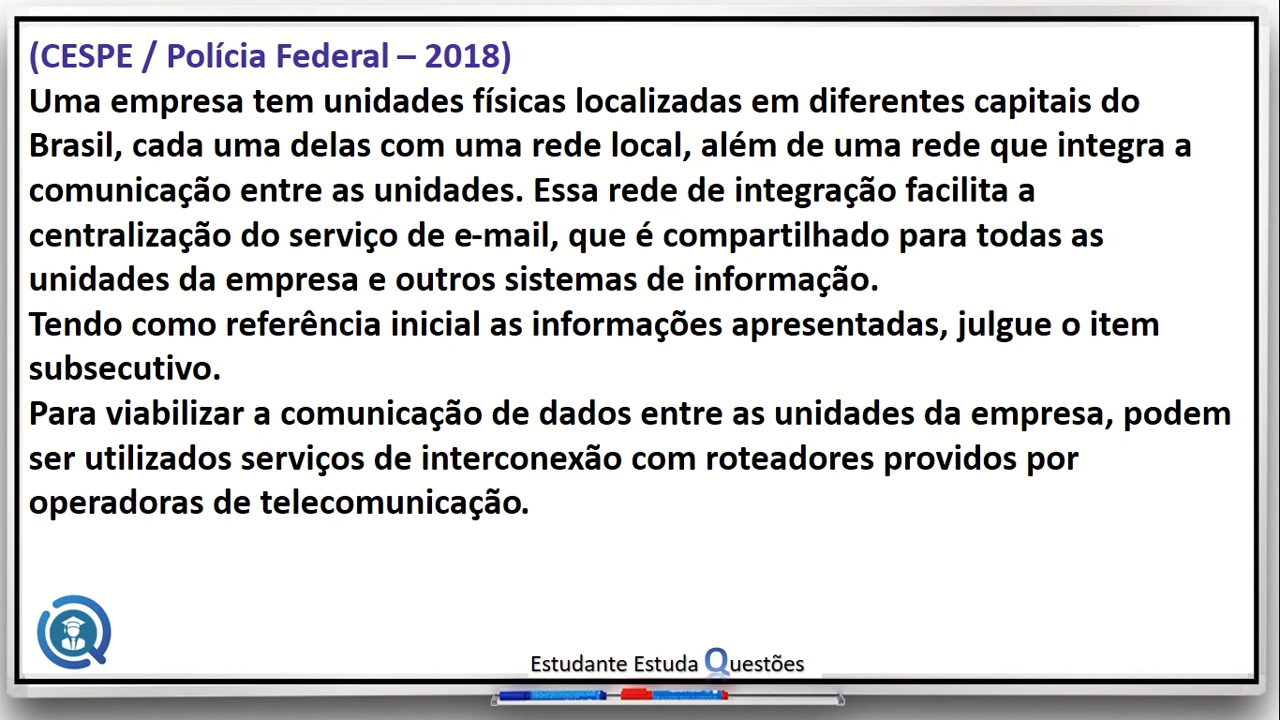 (CESPE / Polícia Federal – 2018)
Uma empresa tem unidades físicas localizadas em diferentes capitais do
Brasil, cada uma delas com uma rede local, além de uma rede que integra a
comunicação entre as unidades. Essa rede de integração facilita a
centralização do serviço de e-mail, que é compartilhado para todas as
unidades da empresa e outros sistemas de informação.
Tendo como referência inicial as informações apresentadas, julgue o item
subsecutivo.
Para viabilizar a comunicação de dados entre as unidades da empresa, podem
ser utilizados serviços de interconexão com roteadores providos por
operadoras de telecomunicação.
Estudante Estuda Questões